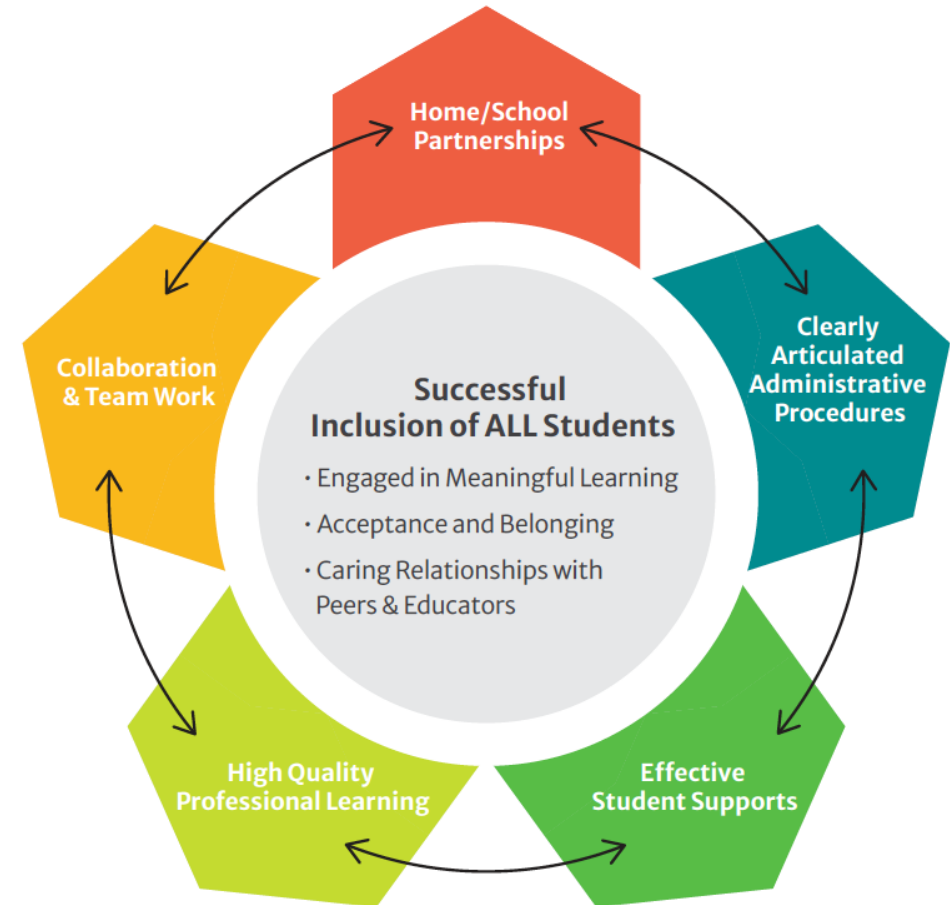 Home/School
Partnerships
Clearly
Articulated
Administrative
Procedures
Collaboration
& Team Work
Successful
Inclusion of ALL Students
· Engaged in Meaningful Learning
· Acceptance and Belonging
· Caring Relationships with
Peers & Educators
High Quality
Professional Learning
Effective
Student Supports